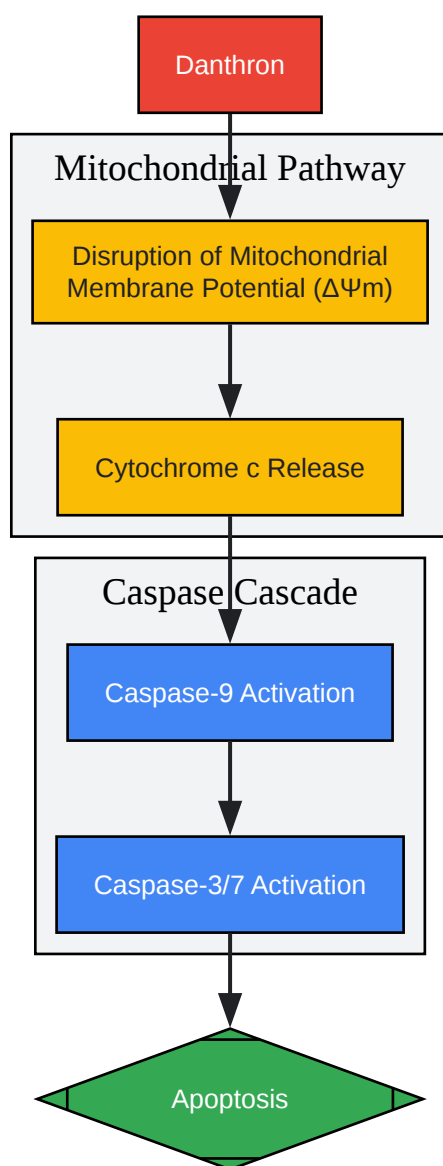 Danthron
Mitochondrial Pathway
Disruption of Mitochondrial
Membrane Potential (ΔΨm)
Cytochrome c Release
Caspase Cascade
Caspase-9 Activation
Caspase-3/7 Activation
Apoptosis